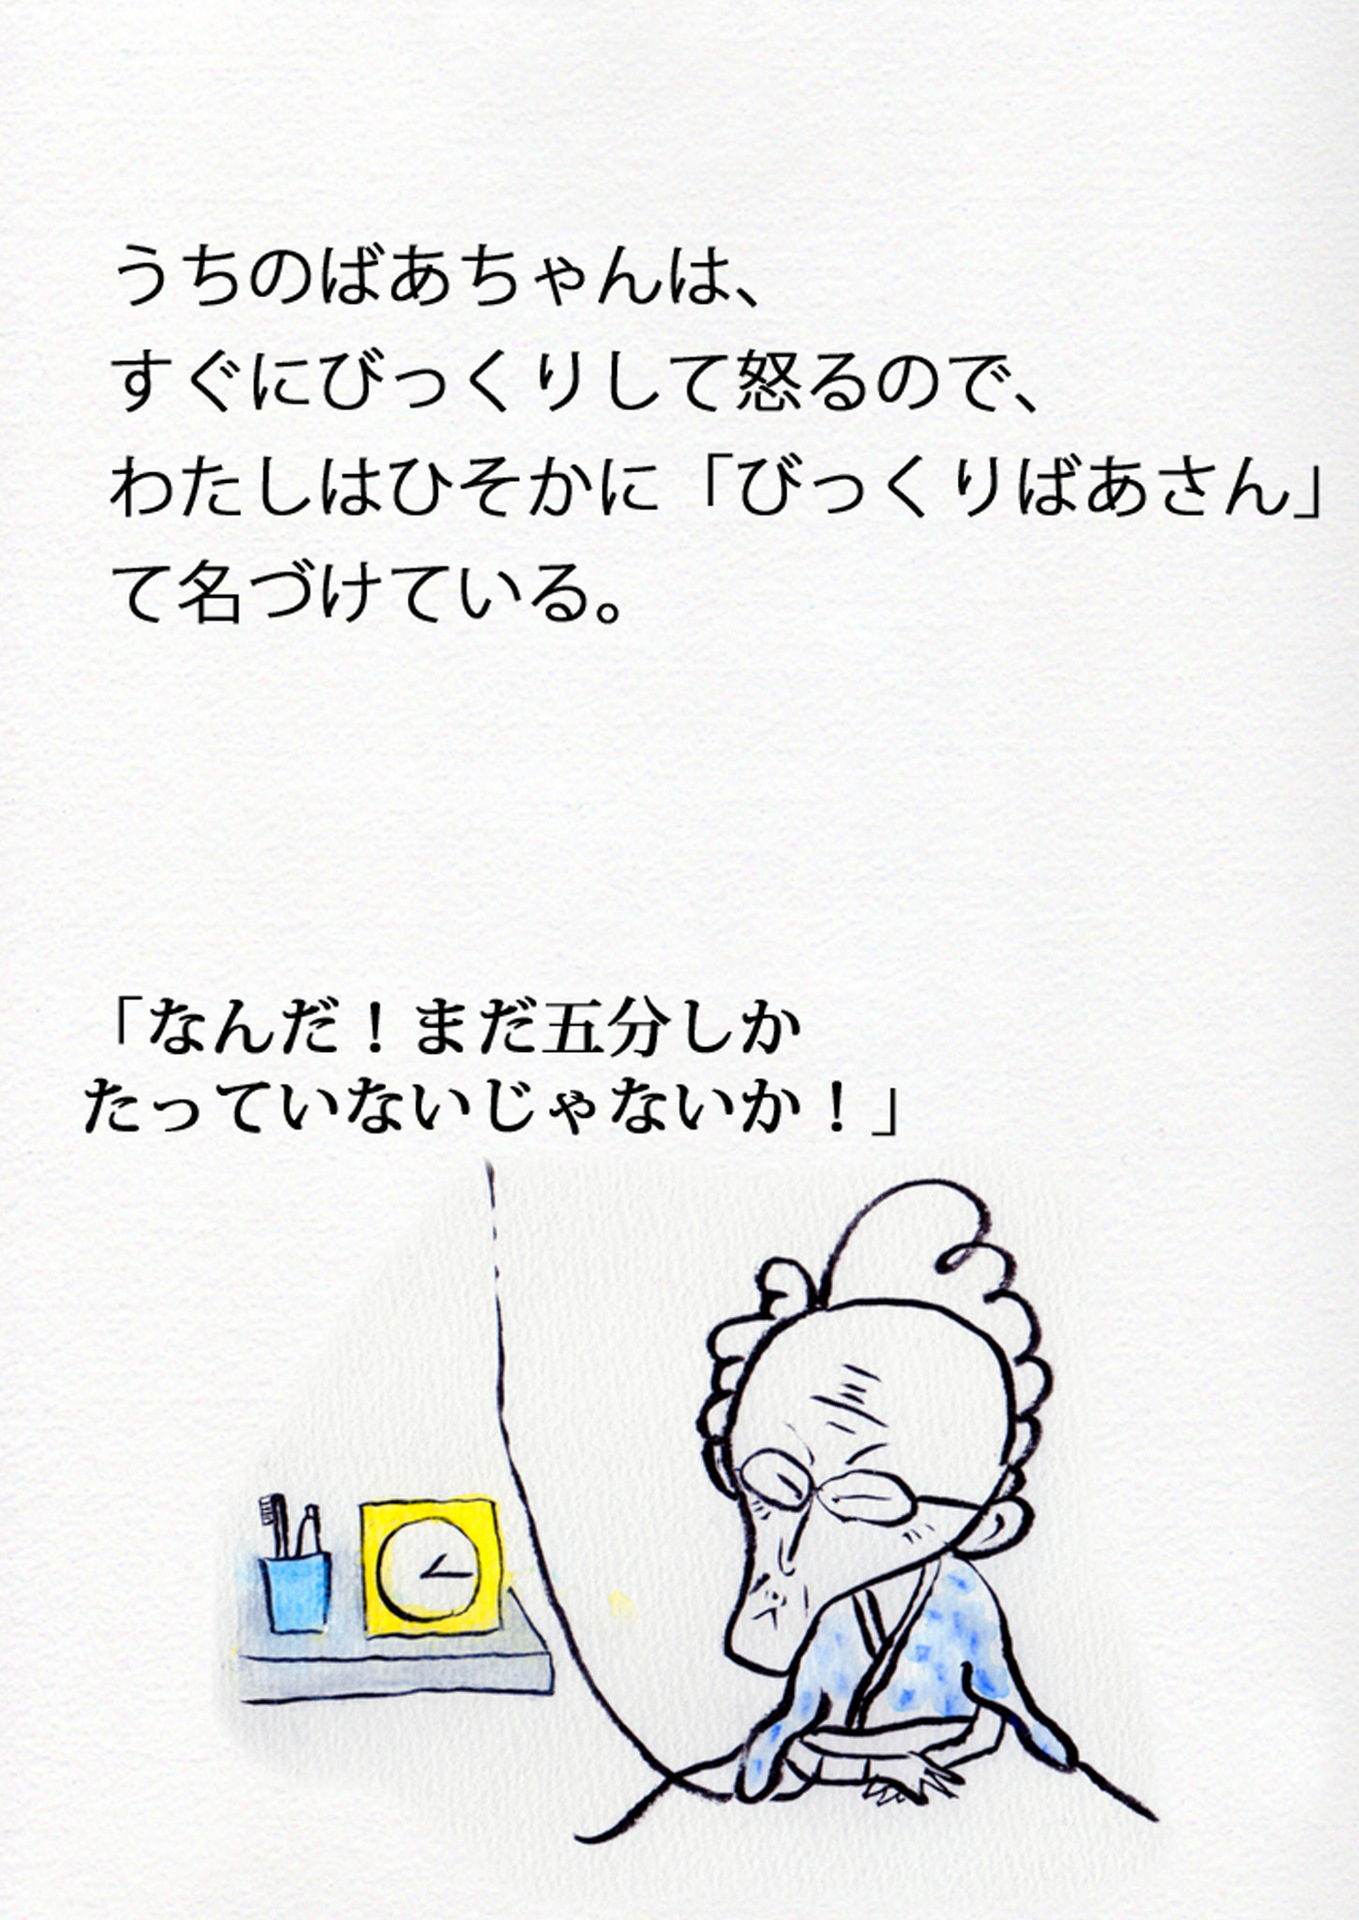 うちのばあちゃんは、
すぐにびっくりして怒るので、
わたしはひそかに「びっくりばあさん」
て名づけている。
「なんだ！まだ五分しか
たっていないじゃないか！」